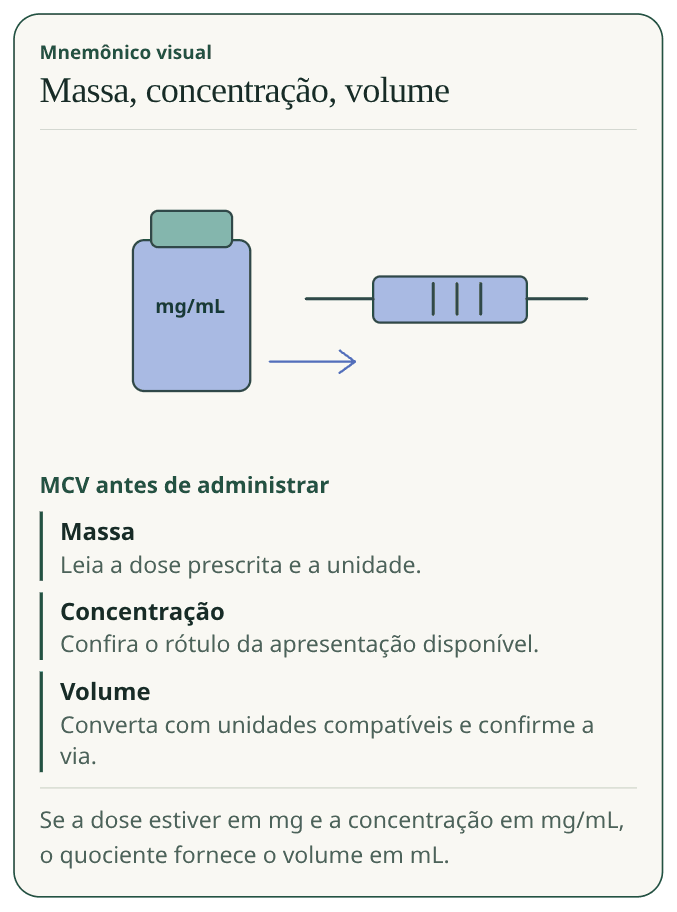 Mnemônico visual
Massa, concentração, volume
mg/mL
MCV antes de administrar
Massa
Leia a dose prescrita e a unidade.
Concentração
Confira o rótulo da apresentação disponível.
Volume
Converta com unidades compatíveis e confirme a
via.
Se a dose estiver em mg e a concentração em mg/mL,
o quociente fornece o volume em mL.